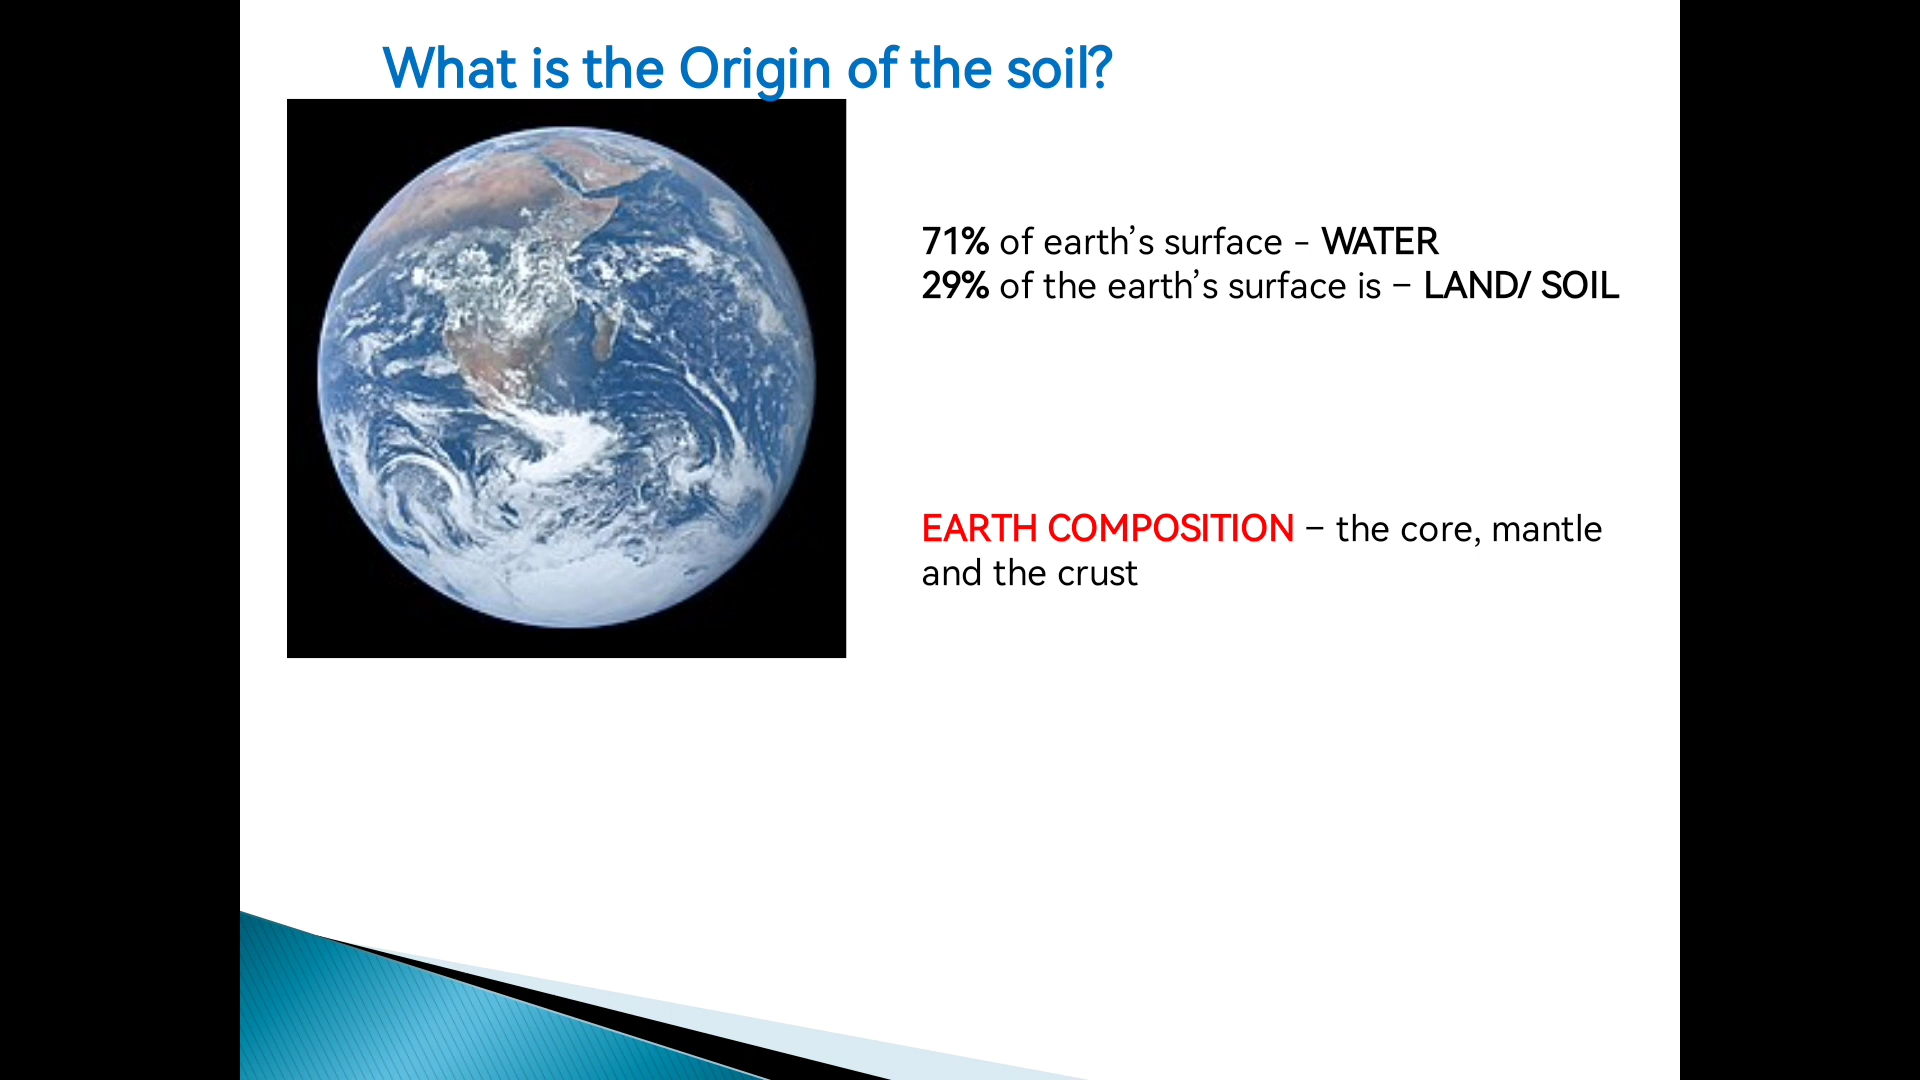 What is the Origin of the soil?
71% of earth’s surface - WATER
29% of the earth’s surface is – LAND/ SOIL
EARTH COMPOSITION – the core, mantle
and the crust